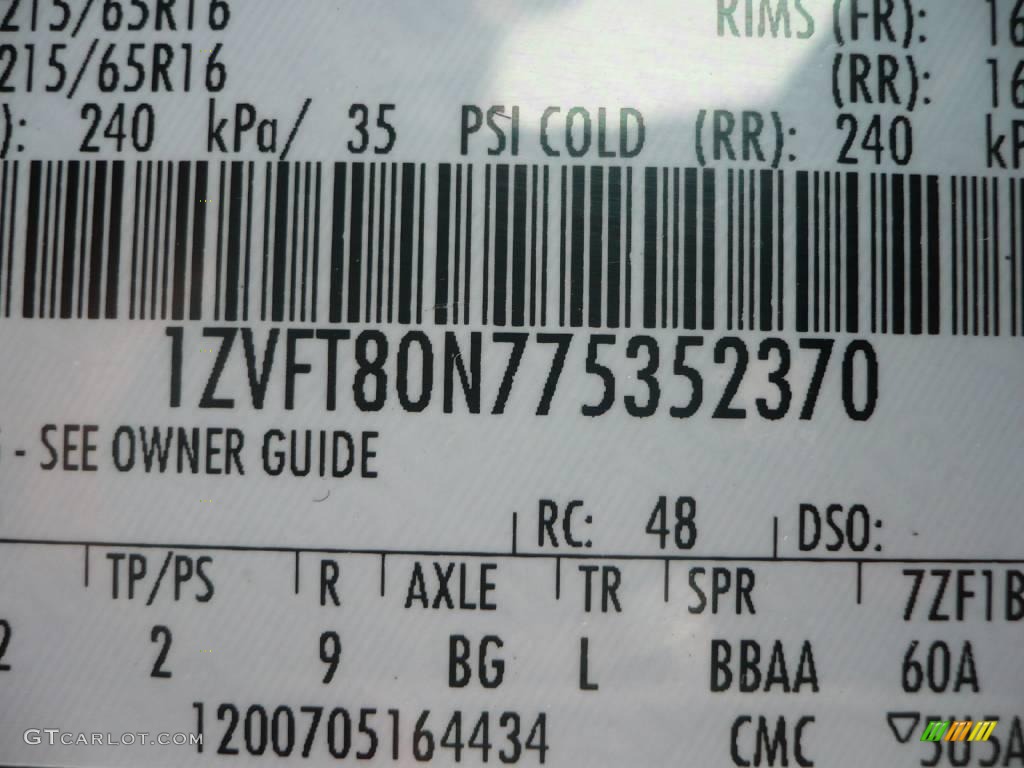 215/65R16 RIMS (FR): 16
215/65R16 (RR): 16
): 240 kPa/ 35 PSI COLD (RR): 240 kP
1ZVFT80N775352370
- SEE OWNER GUIDE
RC: 48 DSO:
TP/PS R AXLE TR SPR 7ZF1B
2 2 9 BG L BBAA 60A
1200705164434 CMC ▽505A
GTCARLOT.COM